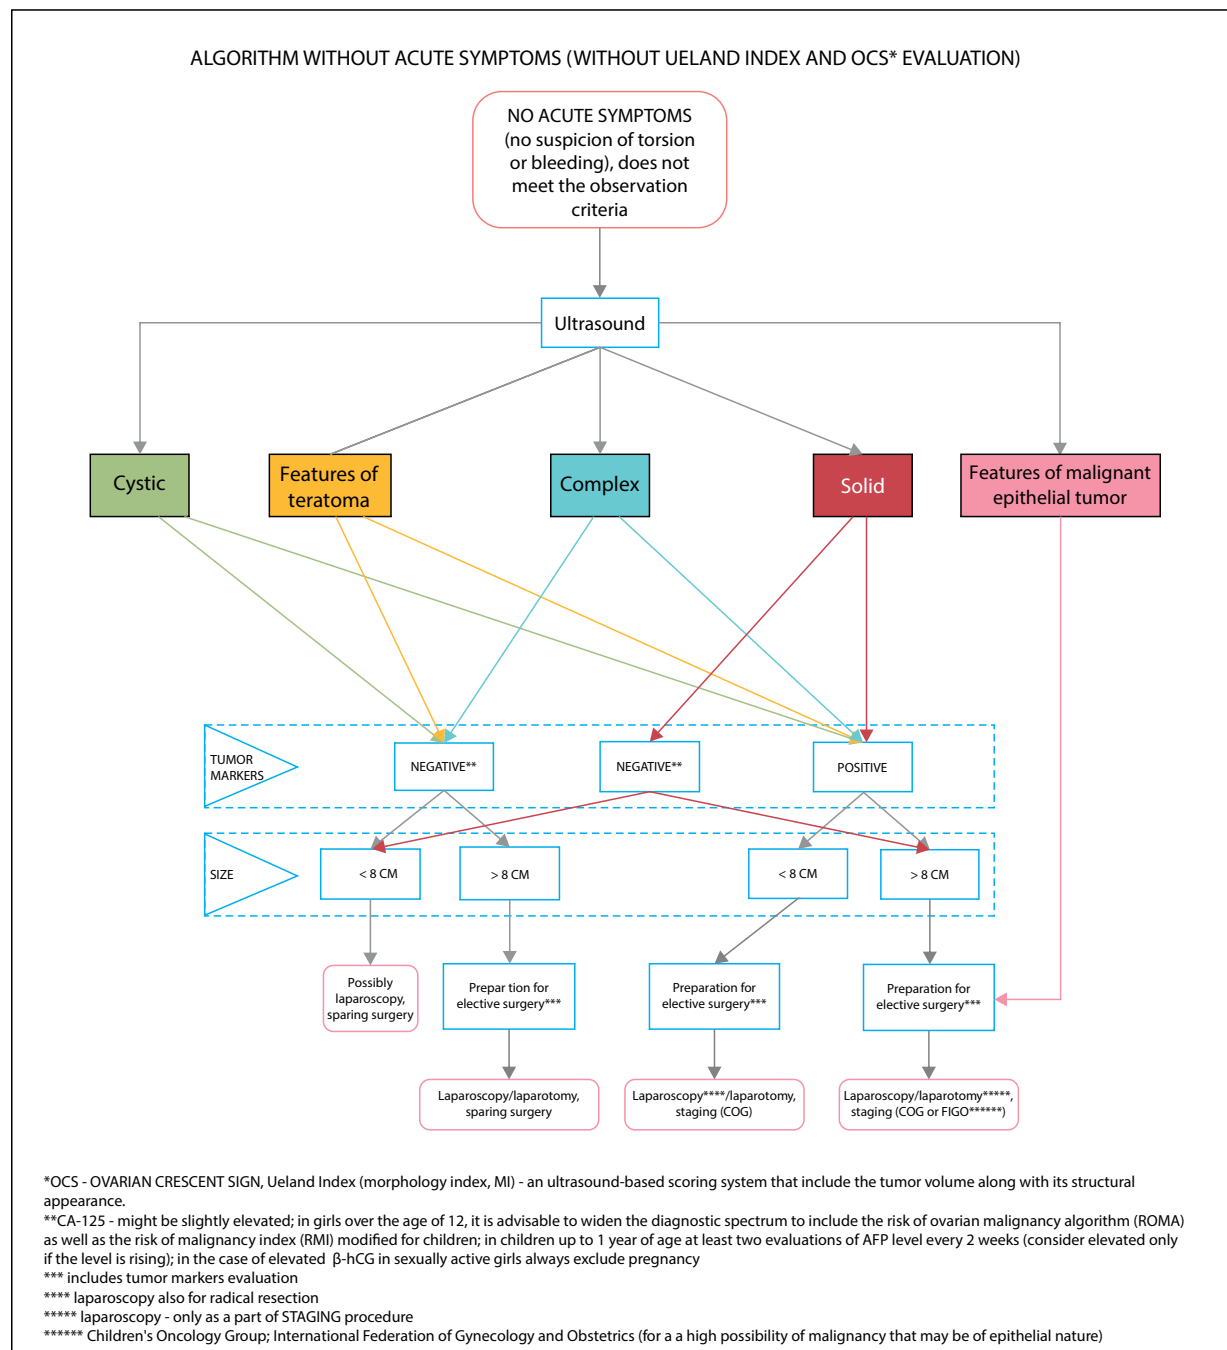 ALGORITHM WITHOUT ACUTE SYMPTOMS (WITHOUT UELAND INDEX AND OCS* EVALUATION)
NO ACUTE SYMPTOMS
(no suspicion of torsion
or bleeding), does not
meet the observation
criteria
Ultrasound
Cystic
Features of
teratoma
Complex
Solid
Features of malignant
epithelial tumor
TUMOR
MARKERS
NEGATIVE**
NEGATIVE**
POSITIVE
SIZE
< 8 CM
> 8 CM
< 8 CM
> 8 CM
Possibly
laparoscopy,
sparing surgery
Prepar tion for
elective surgery***
Preparation for
elective surgery***
Preparation for
elective surgery***
Laparoscopy/laparotomy,
sparing surgery
Laparoscopy****/laparotomy,
staging (COG)
Laparoscopy/laparotomy*****,
staging (COG or FIGO******)
*OCS - OVARIAN CRESCENT SIGN, Ueland Index (morphology index, MI) - an ultrasound-based scoring system that include the tumor volume along with its structural
appearance.
**CA-125 - might be slightly elevated; in girls over the age of 12, it is advisable to widen the diagnostic spectrum to include the risk of ovarian malignancy algorithm (ROMA)
as well as the risk of malignancy index (RMI) modified for children; in children up to 1 year of age at least two evaluations of AFP level every 2 weeks (consider elevated only
if the level is rising); in the case of elevated β-hCG in sexually active girls always exclude pregnancy
*** includes tumor markers evaluation
**** laparoscopy also for radical resection
***** laparoscopy - only as a part of STAGING procedure
****** Children's Oncology Group; International Federation of Gynecology and Obstetrics (for a a high possibility of malignancy that may be of epithelial nature)